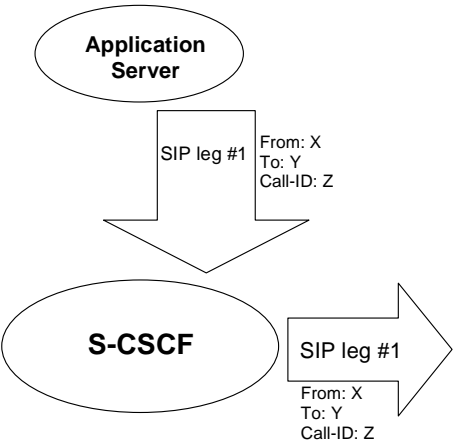 Application
Server
SIP leg #1
From: X
To: Y
Call-ID: Z
S-CSCF
SIP leg #1
From: X
To: Y
Call-ID: Z